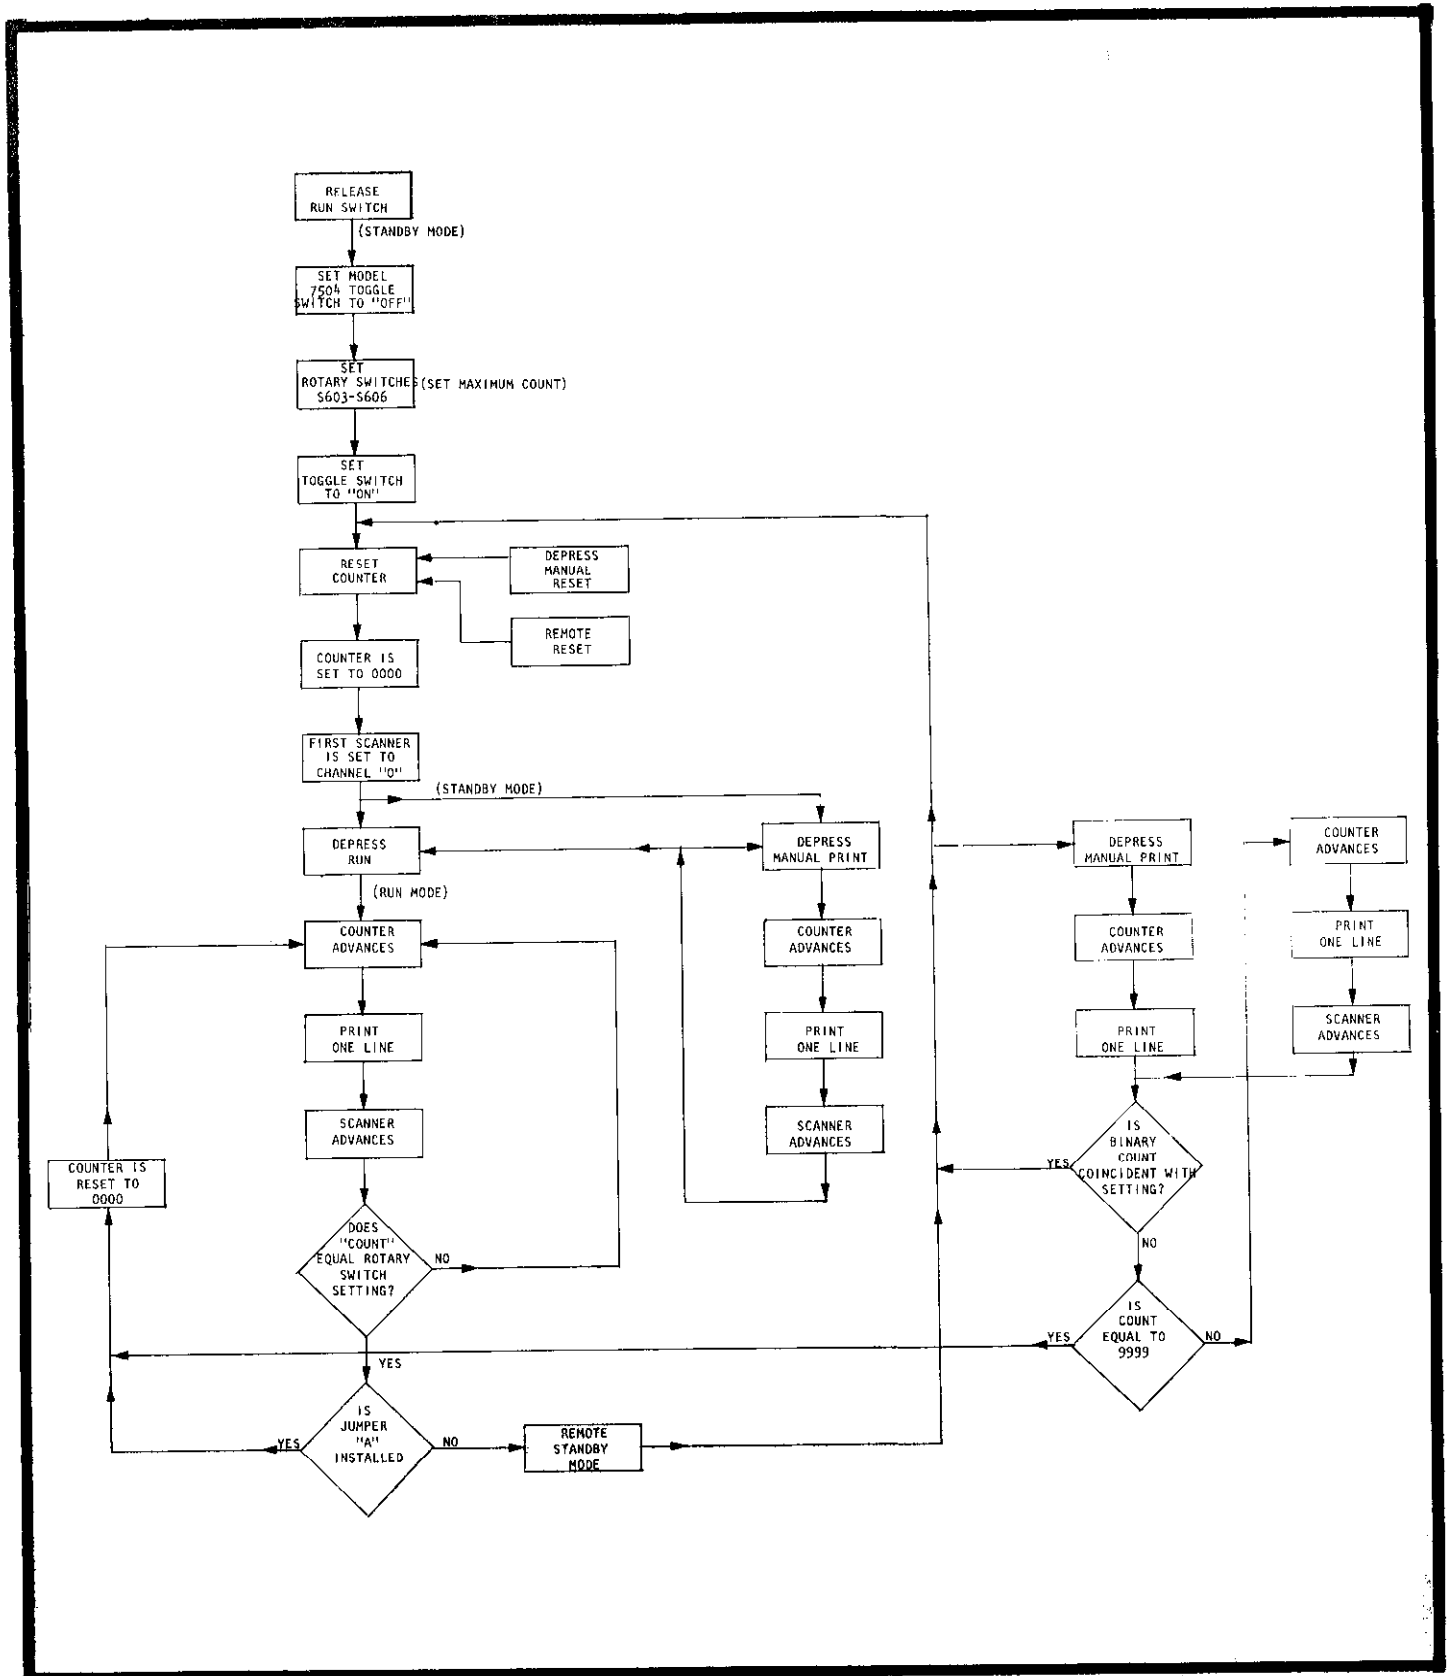 RELEASE
RUN SWITCH
(STANDBY MODE)
SET MODEL
7504 TOGGLE
SWITCH TO "OFF"
SET
ROTARY SWITCHES
S603-S606
(SET MAXIMUM COUNT)
SET
TOGGLE SWITCH
TO "ON"
RESET
COUNTER
DEPRESS
MANUAL
RESET
REMOTE
RESET
COUNTER IS
SET TO 0000
FIRST SCANNER
IS SET TO
CHANNEL "0"
(STANDBY MODE)
DEPRESS
RUN
(RUN MODE)
COUNTER
ADVANCES
PRINT
ONE LINE
SCANNER
ADVANCES
DOES
"COUNT"
EQUAL ROTARY
SWITCH
SETTING?
NO
YES
COUNTER IS
RESET TO
0000
IS
JUMPER
"A"
INSTALLED
YES
NO
REMOTE
STANDBY
MODE
DEPRESS
MANUAL PRINT
COUNTER
ADVANCES
PRINT
ONE LINE
SCANNER
ADVANCES
DEPRESS
MANUAL PRINT
COUNTER
ADVANCES
PRINT
ONE LINE
IS
BINARY
COUNT
COINCIDENT WITH
SETTING?
YES
NO
IS
COUNT
EQUAL TO
9999
YES
NO
COUNTER
ADVANCES
PRINT
ONE LINE
SCANNER
ADVANCES